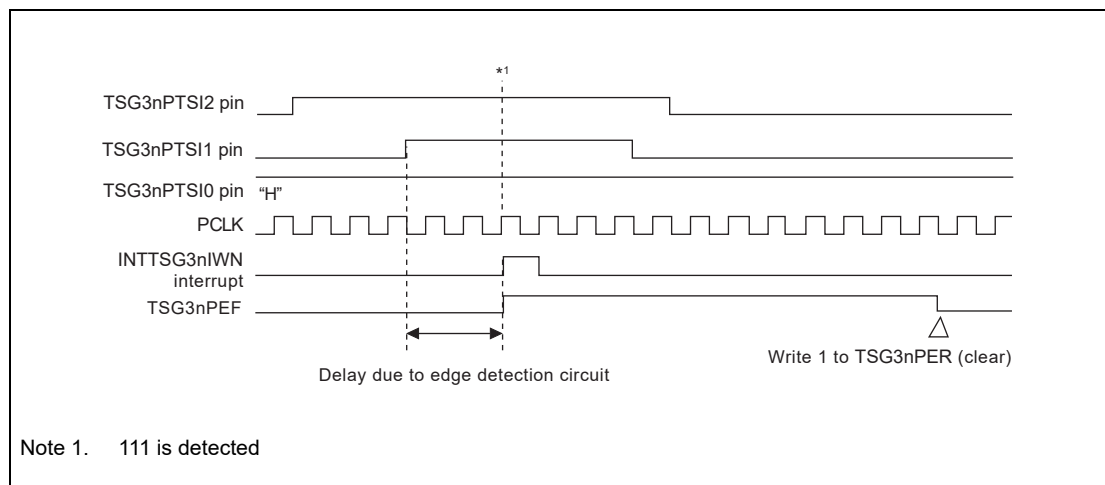 *1
TSG3nPTSI2 pin
TSG3nPTSI1 pin
TSG3nPTSI0 pin "H"
PCLK
INTTSG3nIWN
interrupt
TSG3nPEF
Write 1 to TSG3nPER (clear)
Delay due to edge detection circuit
Note 1. 111 is detected